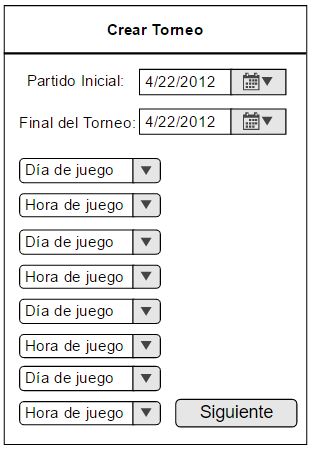 Crear Torneo
Partido Inicial: 4/22/2012
Final del Torneo: 4/22/2012
Día de juego
Hora de juego
Día de juego
Hora de juego
Día de juego
Hora de juego
Día de juego
Hora de juego Siguiente